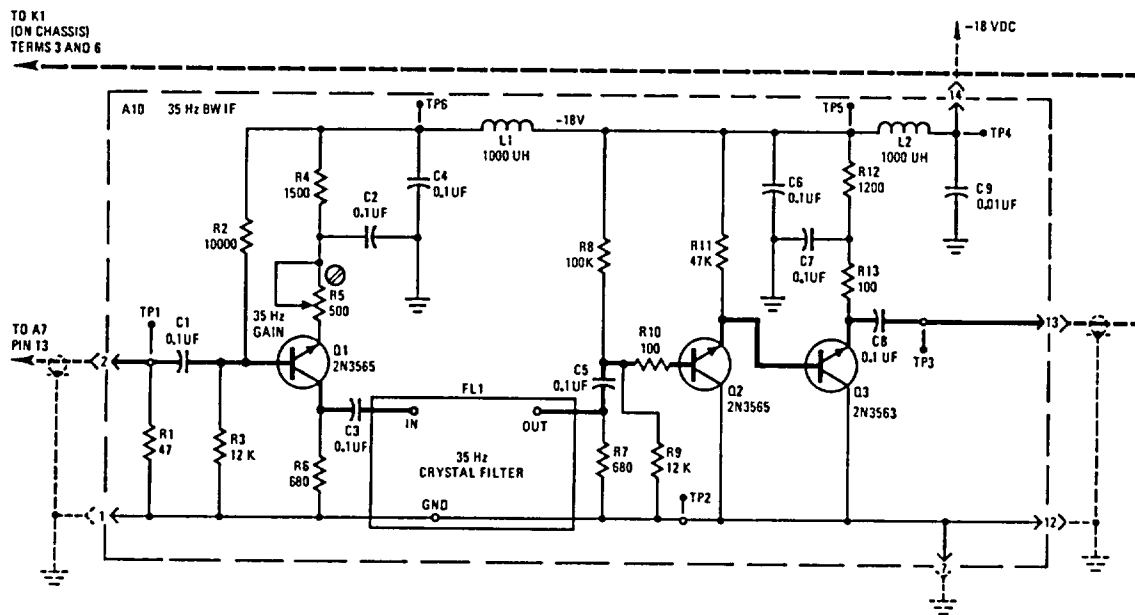 TO K1
(ON CHASSIS)
TERMS 3 AND 6
-18 VDC
A10 35 Hz BW IF
TP6
L1
1000 UH
-18V
TP5
L2
1000 UH
14
TP4
R4
1500
C2
0.1UF
C4
0.1UF
R2
10000
C6
0.1UF
R12
1200
C9
0.01UF
R8
100K
R11
47K
C7
0.1UF
R13
100
R5
500
35 Hz
GAIN
TO A7
PIN 13
TP1
C1
0.1UF
2
Q1
2N3565
R10
100
C5
0.1UF
Q2
2N3565
Q3
2N3563
C8
0.1 UF
TP3
13
C3
0.1UF
FL1
IN
OUT
35 Hz
CRYSTAL FILTER
GND
R1
47
R3
12 K
R6
680
R7
680
R9
12 K
TP2
1
12
7